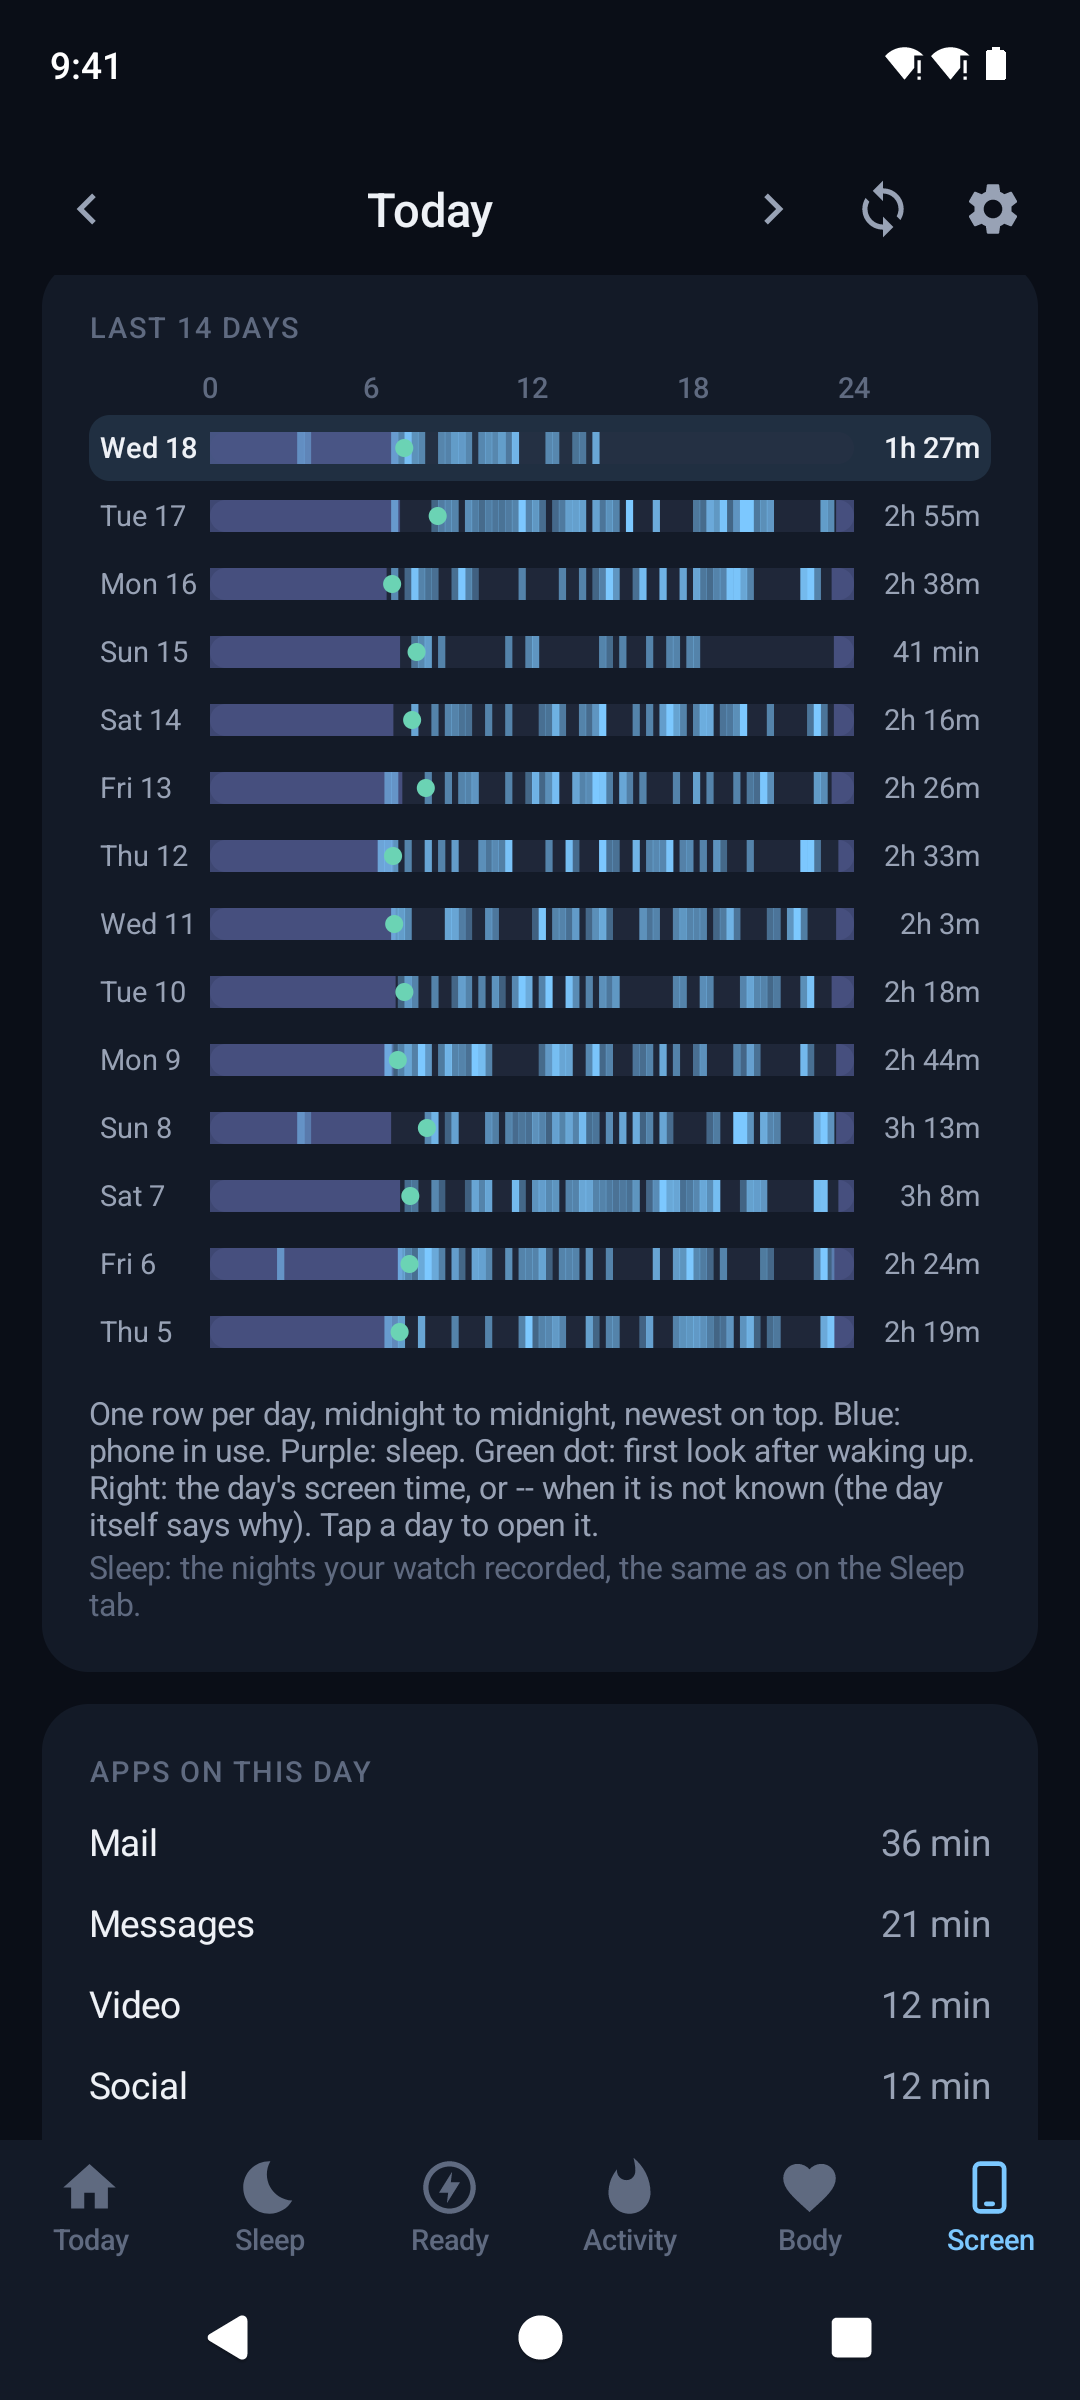 9:41
Today
LAST 14 DAYS
0 6 12 18 24
Wed 18 1h 27m
Tue 17 2h 55m
Mon 16 2h 38m
Sun 15 41 min
Sat 14 2h 16m
Fri 13 2h 26m
Thu 12 2h 33m
Wed 11 2h 3m
Tue 10 2h 18m
Mon 9 2h 44m
Sun 8 3h 13m
Sat 7 3h 8m
Fri 6 2h 24m
Thu 5 2h 19m
One row per day, midnight to midnight, newest on top. Blue:
phone in use. Purple: sleep. Green dot: first look after waking up.
Right: the day's screen time, or -- when it is not known (the day
itself says why). Tap a day to open it.
Sleep: the nights your watch recorded, the same as on the Sleep
tab.
APPS ON THIS DAY
Mail 36 min
Messages 21 min
Video 12 min
Social 12 min
Today Sleep Ready Activity Body Screen